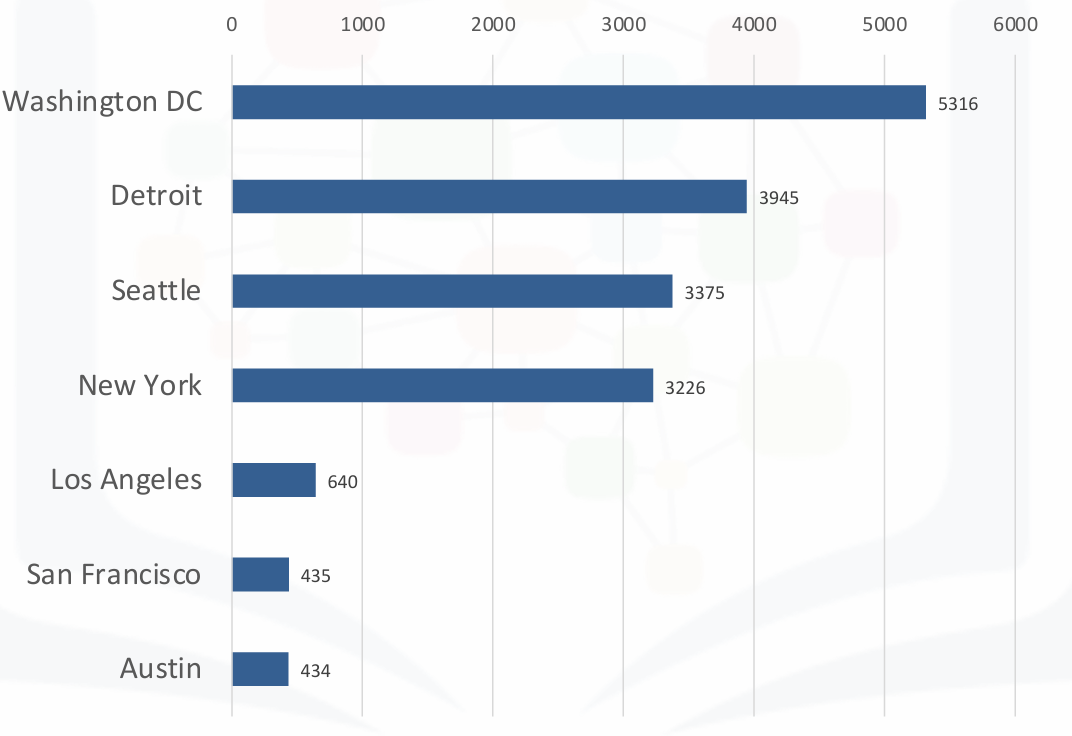 0 1000 2000 3000 4000 5000 6000
Washington DC 5316
Detroit 3945
Seattle 3375
New York 3226
Los Angeles 640
San Francisco 435
Austin 434